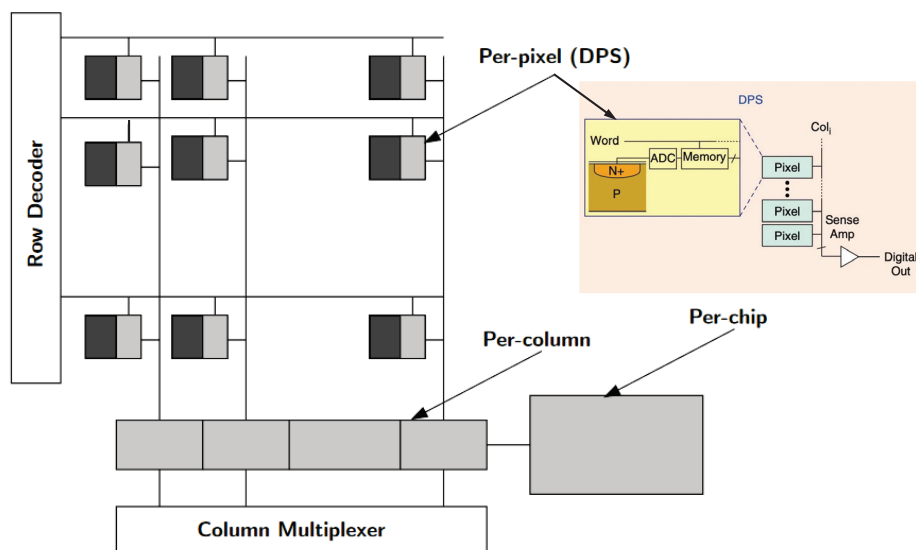 Row Decoder
Per-pixel (DPS)
DPS
Word
ADC
Memory
N+
P
Col_i
Pixel
Pixel
Pixel
Sense
Amp
Digital
Out
Per-column
Per-chip
Column Multiplexer